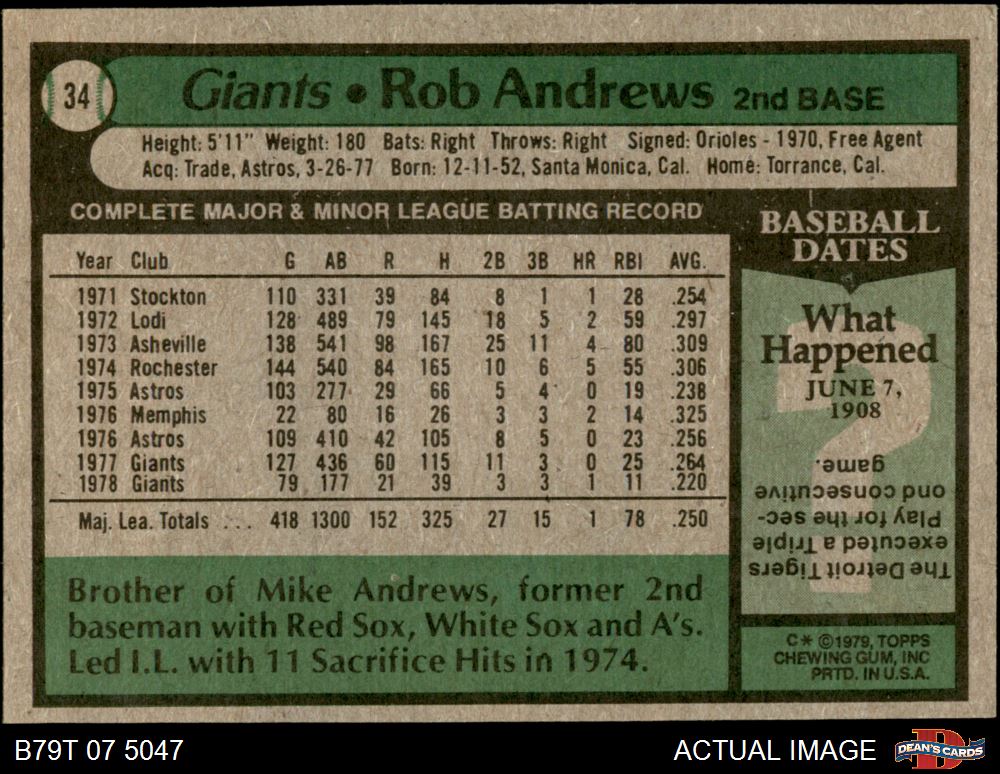 34
Giants • Rob Andrews 2nd BASE
Height: 5'11" Weight: 180 Bats: Right Throws: Right Signed: Orioles - 1970, Free Agent
Acq: Trade, Astros, 3-26-77 Born: 12-11-52, Santa Monica, Cal. Home: Torrance, Cal.
COMPLETE MAJOR & MINOR LEAGUE BATTING RECORD
Year Club G AB R H 2B 3B HR RBI AVG.
1971 Stockton 110 331 39 84 8 1 1 28 .254
1972 Lodi 128 489 79 145 18 5 2 59 .297
1973 Asheville 138 541 98 167 25 11 4 80 .309
1974 Rochester 144 540 84 165 10 6 5 55 .306
1975 Astros 103 277 29 66 5 4 0 19 .238
1976 Memphis 22 80 16 26 3 3 2 14 .325
1976 Astros 109 410 42 105 8 5 0 23 .256
1977 Giants 127 436 60 115 11 3 0 25 .264
1978 Giants 79 177 21 39 3 3 1 11 .220
Maj. Lea. Totals ... 418 1300 152 325 27 15 1 78 .250
Brother of Mike Andrews, former 2nd
baseman with Red Sox, White Sox and A's.
Led I.L. with 11 Sacrifice Hits in 1974.
BASEBALL
DATES
What
Happened
JUNE 7,
1908
The Detroit Tigers
executed a Triple
Play for the sec-
ond consecutive
game.
C* ©1979, TOPPS
CHEWING GUM, INC
PRTD. IN U.S.A.
B79T 07 5047
ACTUAL IMAGE
DEAN'S CARDS